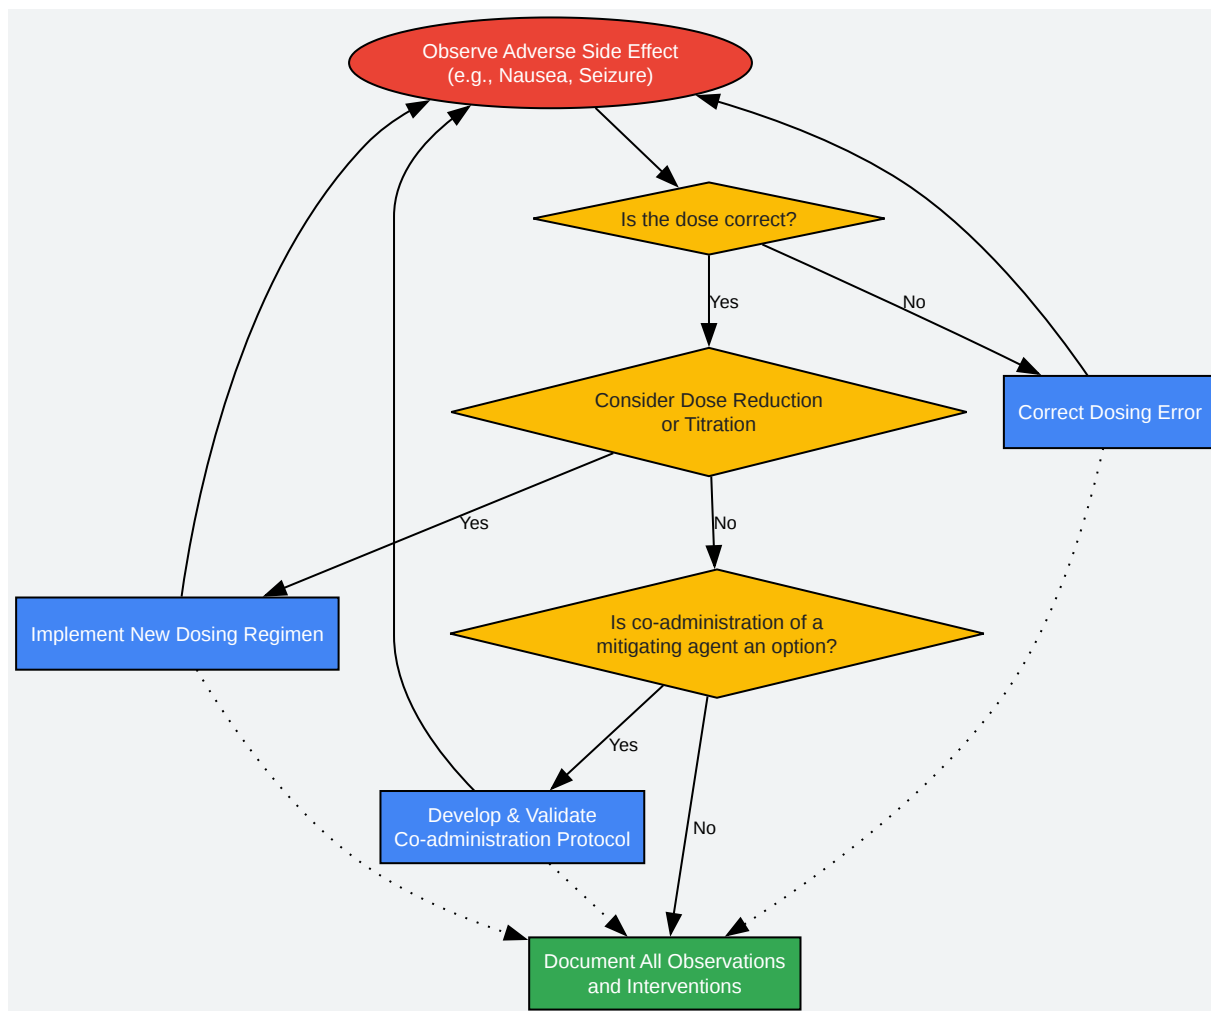 Observe Adverse Side Effect
(e.g., Nausea, Seizure)
Is the dose correct?
Yes
No
Consider Dose Reduction
or Titration
Correct Dosing Error
Yes
No
Implement New Dosing Regimen
Is co-administration of a
mitigating agent an option?
Yes
Develop & Validate
Co-administration Protocol
No
Document All Observations
and Interventions